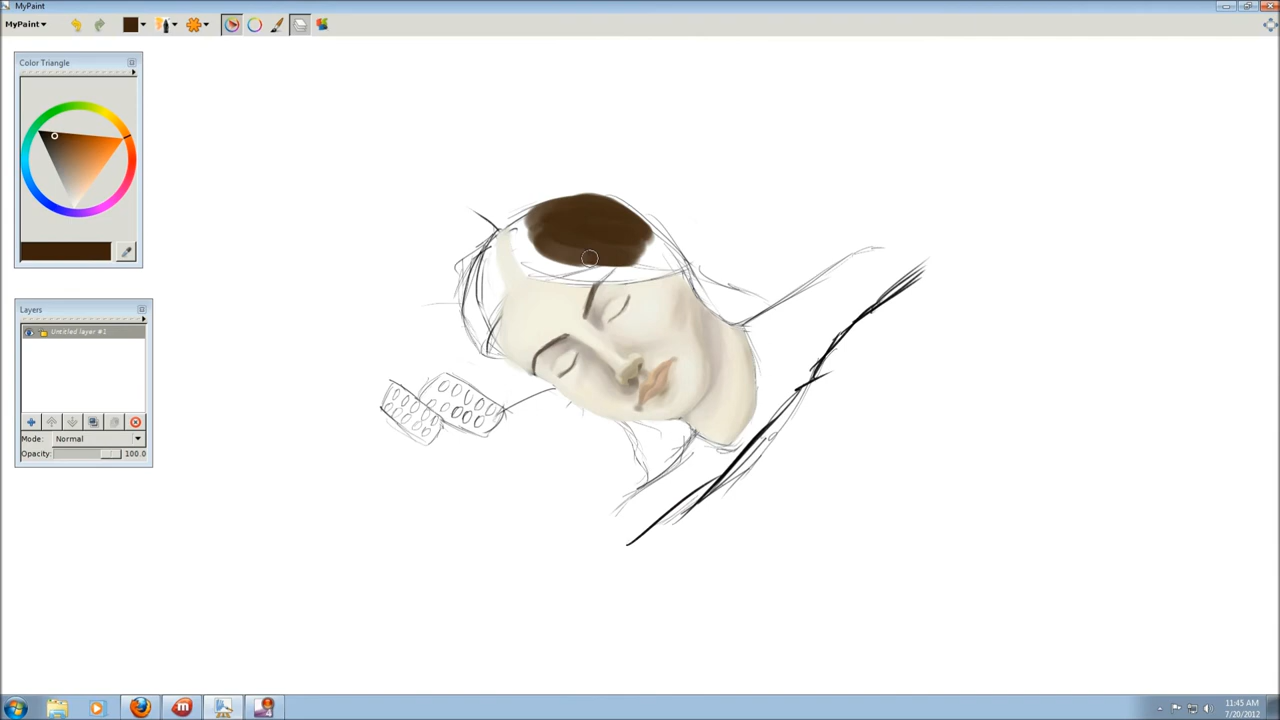 MyPaint
MyPaint
Color Triangle
Layers
Untitled layer #1
Mode: Normal
Opacity: 100.0
11:45 AM
7/20/2012